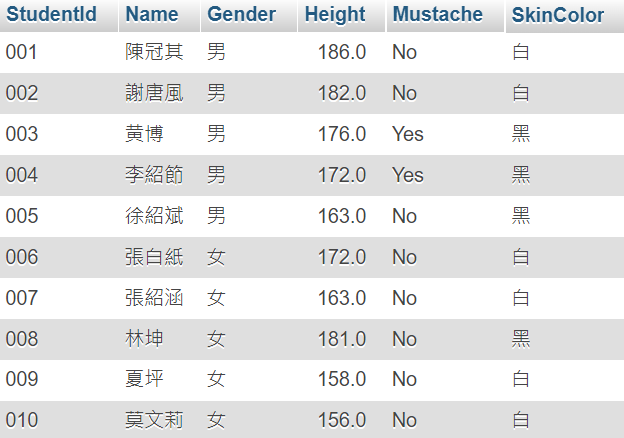 StudentId Name Gender Height Mustache SkinColor
001 陳冠其 男 186.0 No 白
002 謝唐風 男 182.0 No 白
003 黃博 男 176.0 Yes 黑
004 李紹節 男 172.0 Yes 黑
005 徐紹斌 男 163.0 No 黑
006 張白紙 女 172.0 No 白
007 張紹涵 女 163.0 No 白
008 林坤 女 181.0 No 黑
009 夏坪 女 158.0 No 白
010 莫文莉 女 156.0 No 白